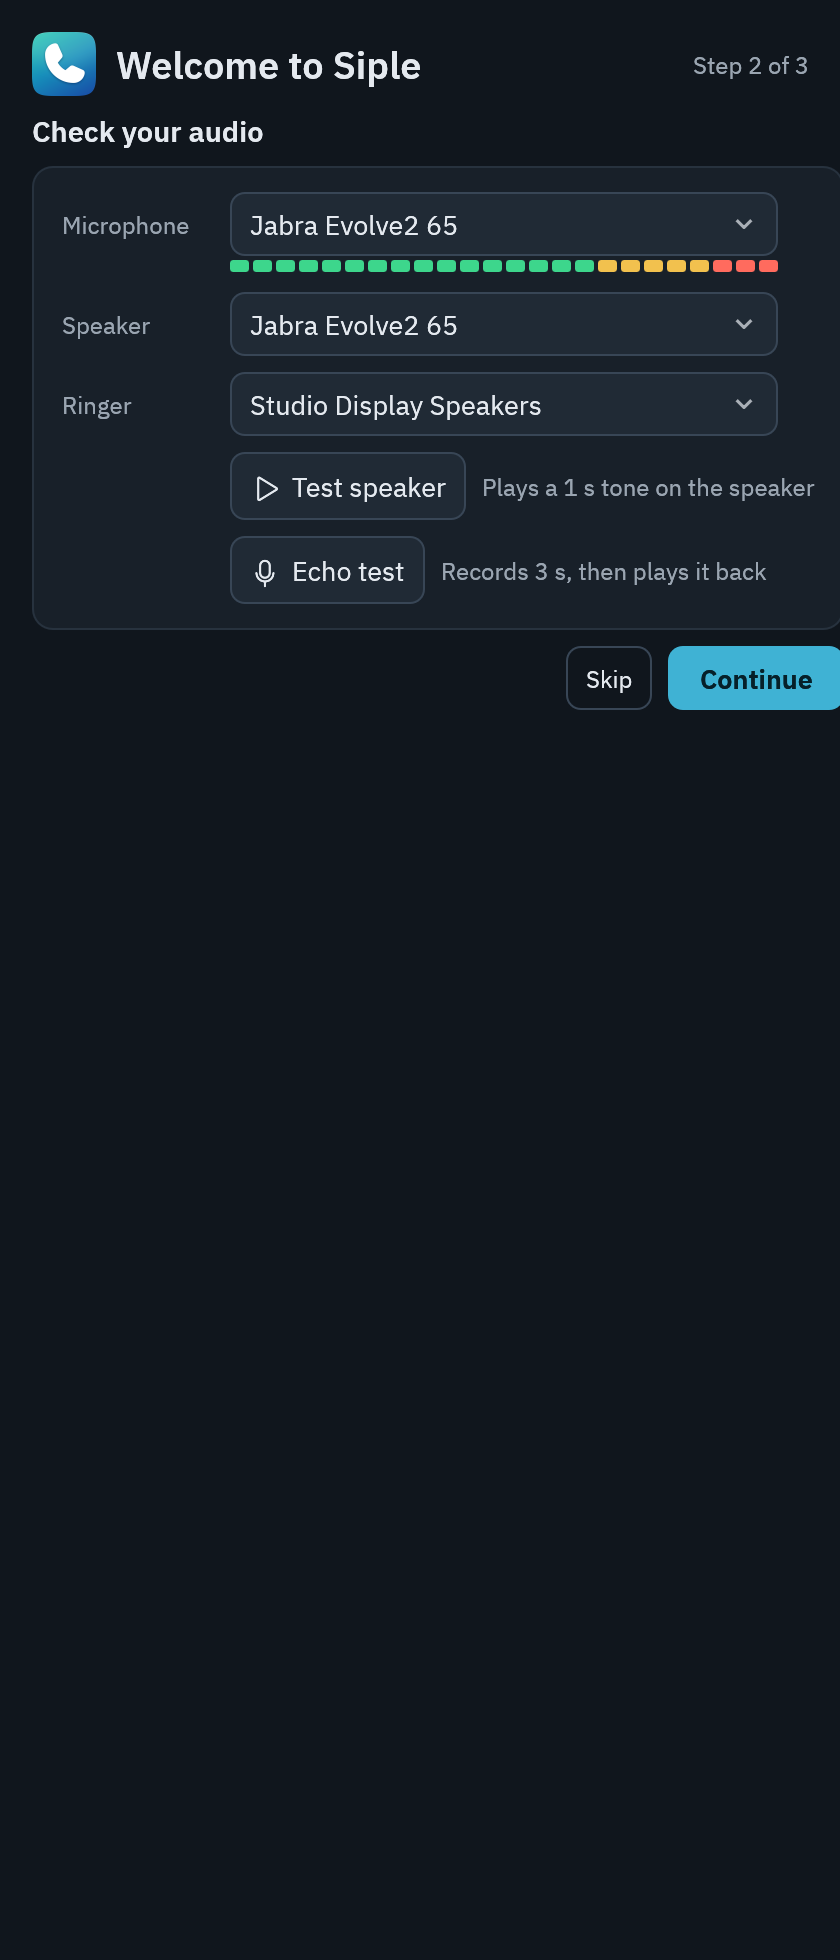 Welcome to Siple
Step 2 of 3
Check your audio
Microphone
Jabra Evolve2 65
Speaker
Jabra Evolve2 65
Ringer
Studio Display Speakers
Test speaker
Plays a 1 s tone on the speaker
Echo test
Records 3 s, then plays it back
Skip
Continue